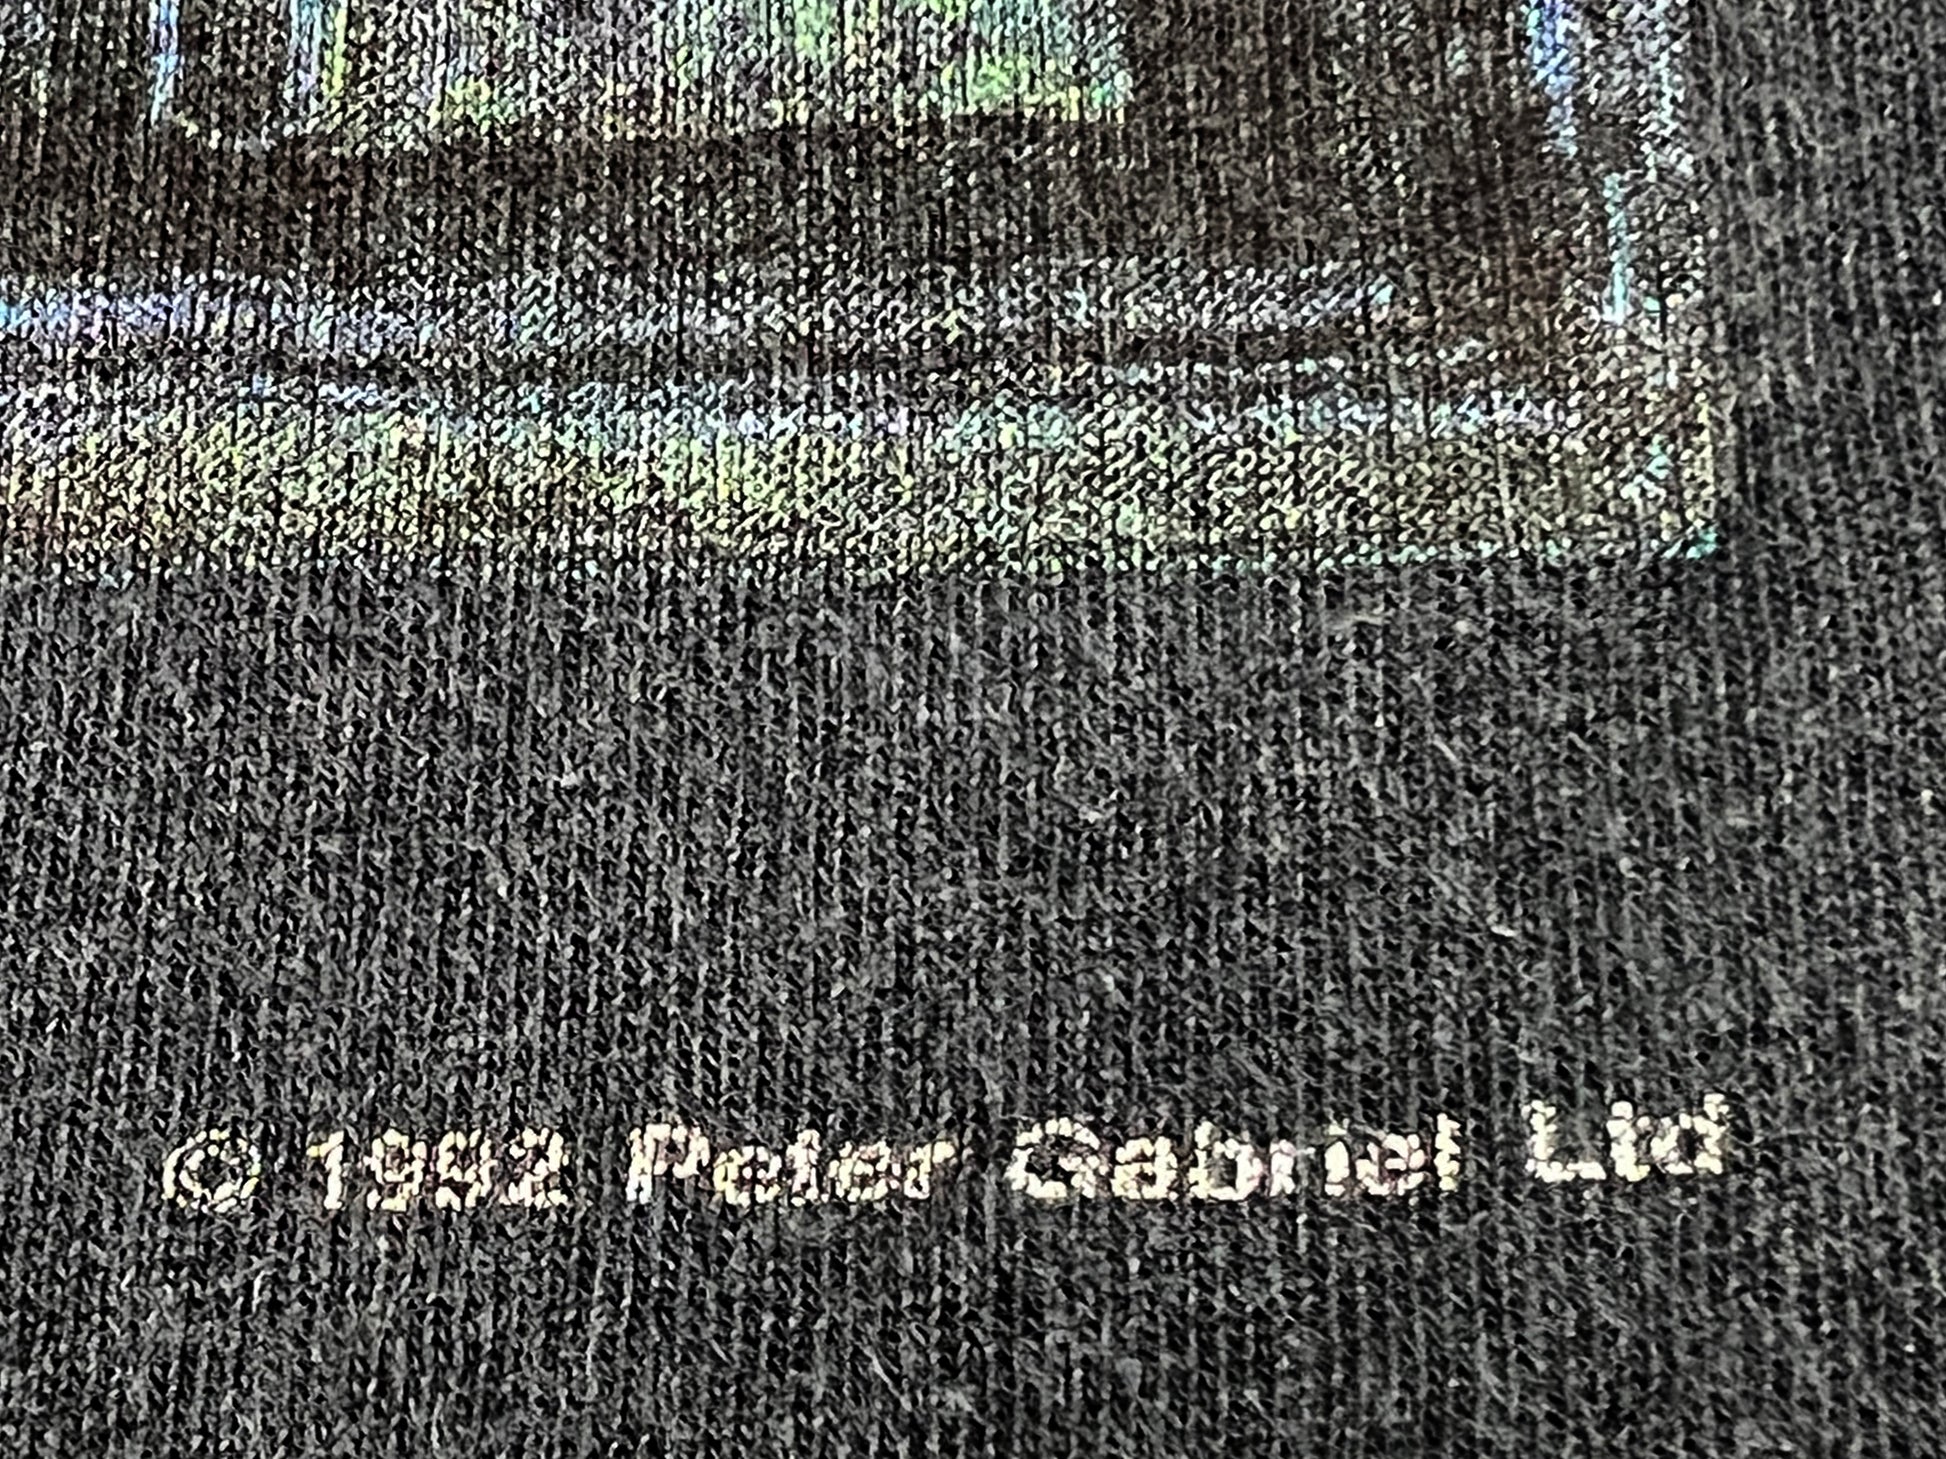 © 1992 Peter Gabriel Ltd